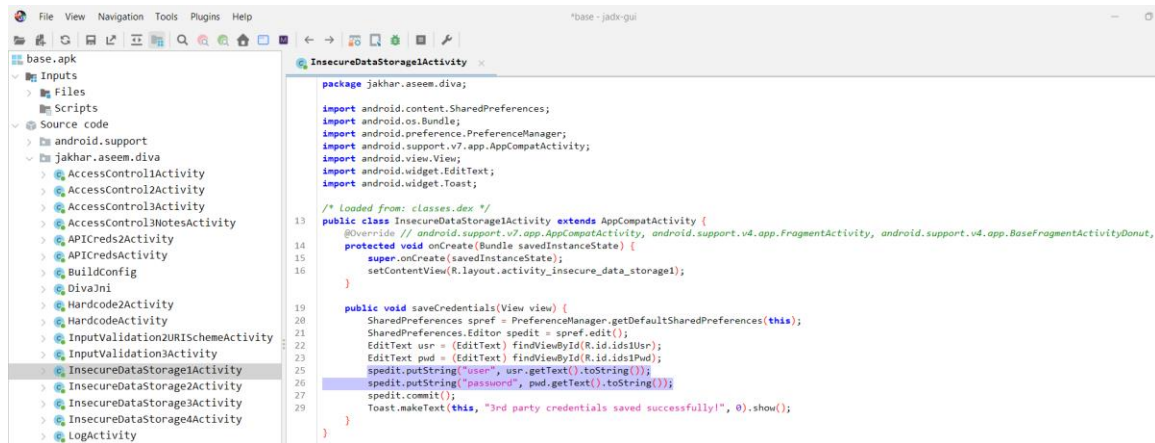 File View Navigation Tools Plugins Help
*base - jadx-gui
base.apk
Inputs
Files
Scripts
Source code
android.support
jakhar.aseem.diva
AccessControl1Activity
AccessControl2Activity
AccessControl3Activity
AccessControl3NotesActivity
APICreds2Activity
APICredsActivity
BuildConfig
DivaJni
Hardcode2Activity
HardcodeActivity
InputValidation2URISchemeActivity
InputValidation3Activity
InsecureDataStorage1Activity
InsecureDataStorage2Activity
InsecureDataStorage3Activity
InsecureDataStorage4Activity
LogActivity
InsecureDataStorage1Activity
package jakhar.aseem.diva;
import android.content.SharedPreferences;
import android.os.Bundle;
import android.preference.PreferenceManager;
import android.support.v7.app.AppCompatActivity;
import android.view.View;
import android.widget.EditText;
import android.widget.Toast;
/* Loaded from: classes.dex */
13 public class InsecureDataStorage1Activity extends AppCompatActivity {
@Override // android.support.v7.app.AppCompatActivity, android.support.v4.app.FragmentActivity, android.support.v4.app.BaseFragmentActivityDonut,
14 protected void onCreate(Bundle savedInstanceState) {
15 super.onCreate(savedInstanceState);
16 setContentView(R.layout.activity_insecure_data_storage1);
}
19 public void saveCredentials(View view) {
20 SharedPreferences spref = PreferenceManager.getDefaultSharedPreferences(this);
21 SharedPreferences.Editor spedit = spref.edit();
22 EditText usr = (EditText) findViewById(R.id.ids1Usr);
23 EditText pwd = (EditText) findViewById(R.id.ids1Pwd);
25 spedit.putString("user", usr.getText().toString());
26 spedit.putString("password", pwd.getText().toString());
27 spedit.commit();
29 Toast.makeText(this, "3rd party credentials saved successfully!", 0).show();
}
}